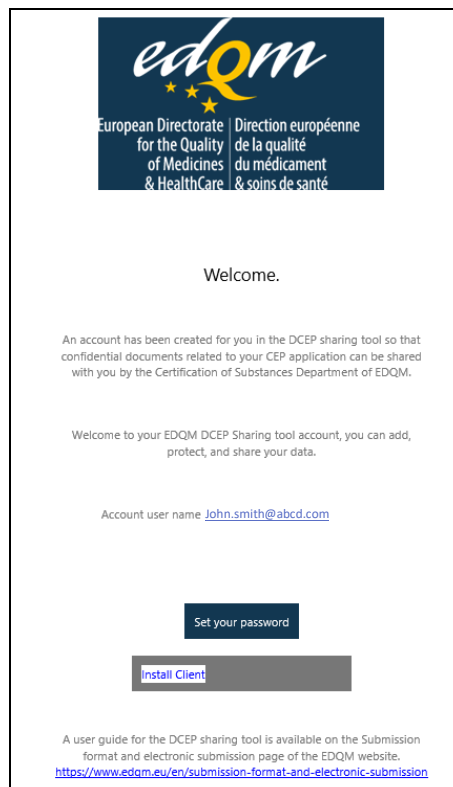 edQm
European Directorate
for the Quality
of Medicines
& HealthCare
Direction européenne
de la qualité
du médicament
& soins de santé
Welcome.
An account has been created for you in the DCEP sharing tool so that
confidential documents related to your CEP application can be shared
with you by the Certification of Substances Department of EDQM.
Welcome to your EDQM DCEP Sharing tool account, you can add,
protect, and share your data.
Account user name John.smith@abcd.com
Set your password
Install Client
A user guide for the DCEP sharing tool is available on the Submission
format and electronic submission page of the EDQM website.
https://www.edqm.eu/en/submission-format-and-electronic-submission